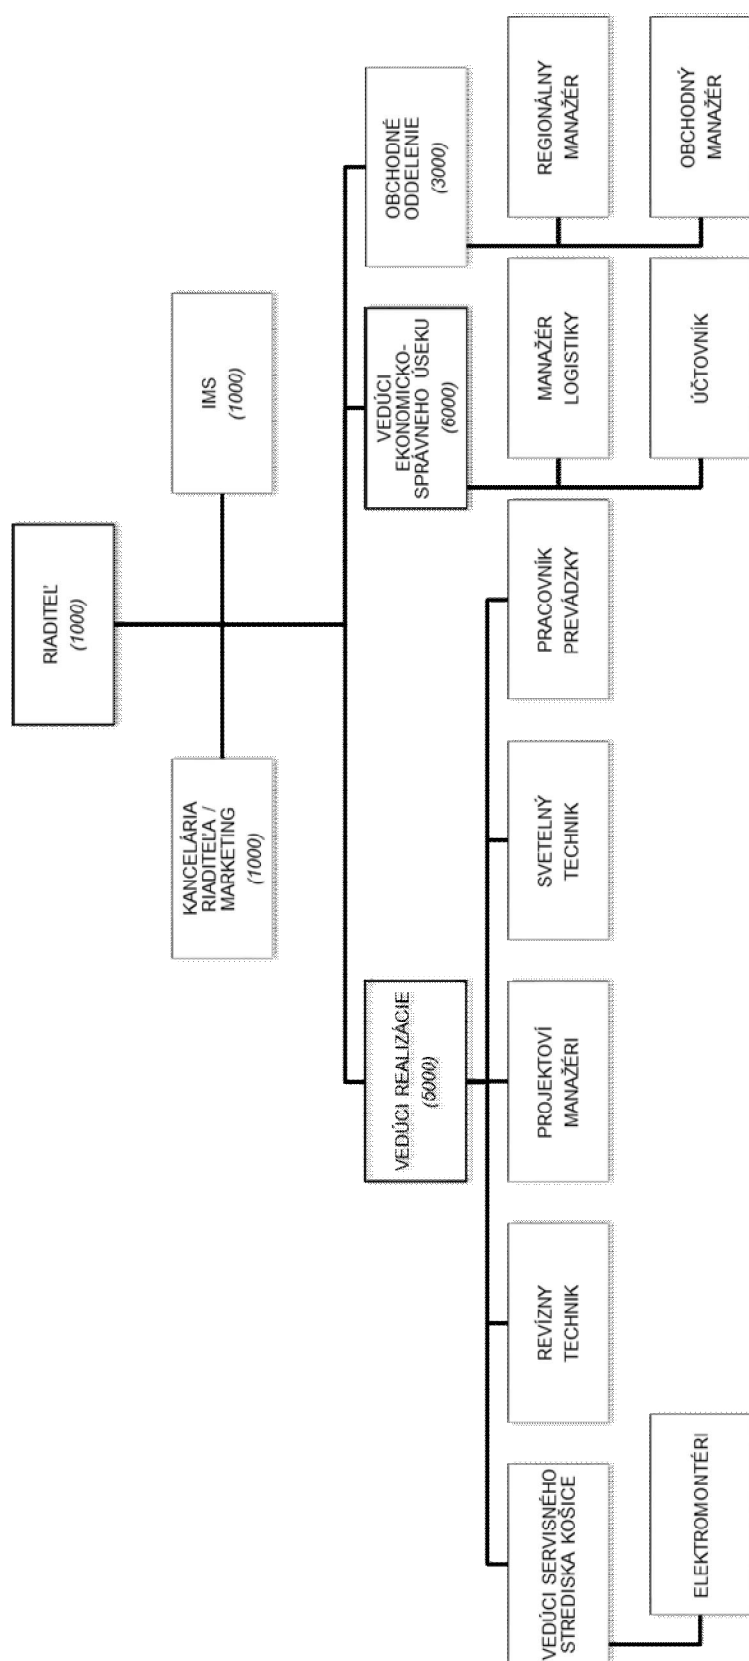 RIADITEĽ
(1000)
KANCELÁRIA
RIADITEĽA /
MARKETING
(1000)
IMS
(1000)
VEDÚCI REALIZÁCIE
(5000)
VEDÚCI
EKONOMICKO-
SPRÁVNEHO ÚSEKU
(6000)
OBCHODNÉ
ODDELENIE
(3000)
VEDÚCI SERVISNÉHO
STREDISKA KOŠICE
REVÍZNY
TECHNIK
PROJEKTOVÍ
MANAŽÉRI
SVETELNÝ
TECHNIK
PRACOVNÍK
PREVÁDZKY
MANAŽÉR
LOGISTIKY
REGIONÁLNY
MANAŽÉR
ELEKTROMONTÉRI
ÚČTOVNÍK
OBCHODNÝ
MANAŽÉR